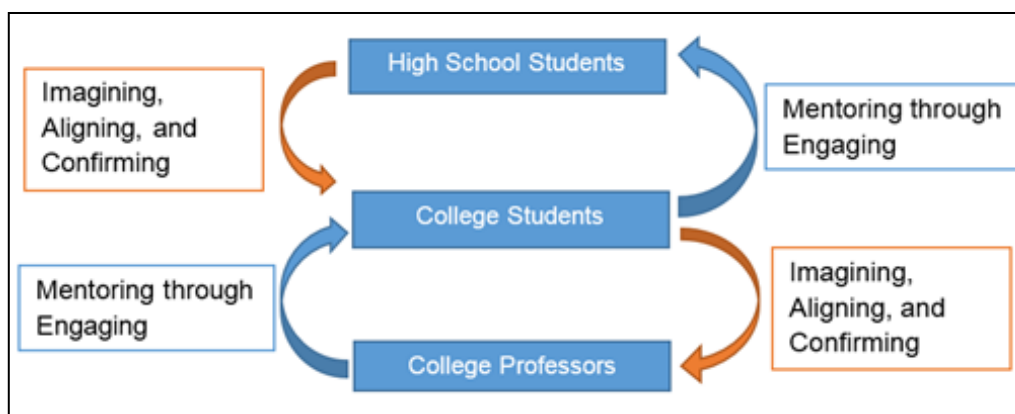 High School Students
Imagining,
Aligning, and
Confirming
Mentoring through
Engaging
College Students
Mentoring through
Engaging
Imagining,
Aligning, and
Confirming
College Professors